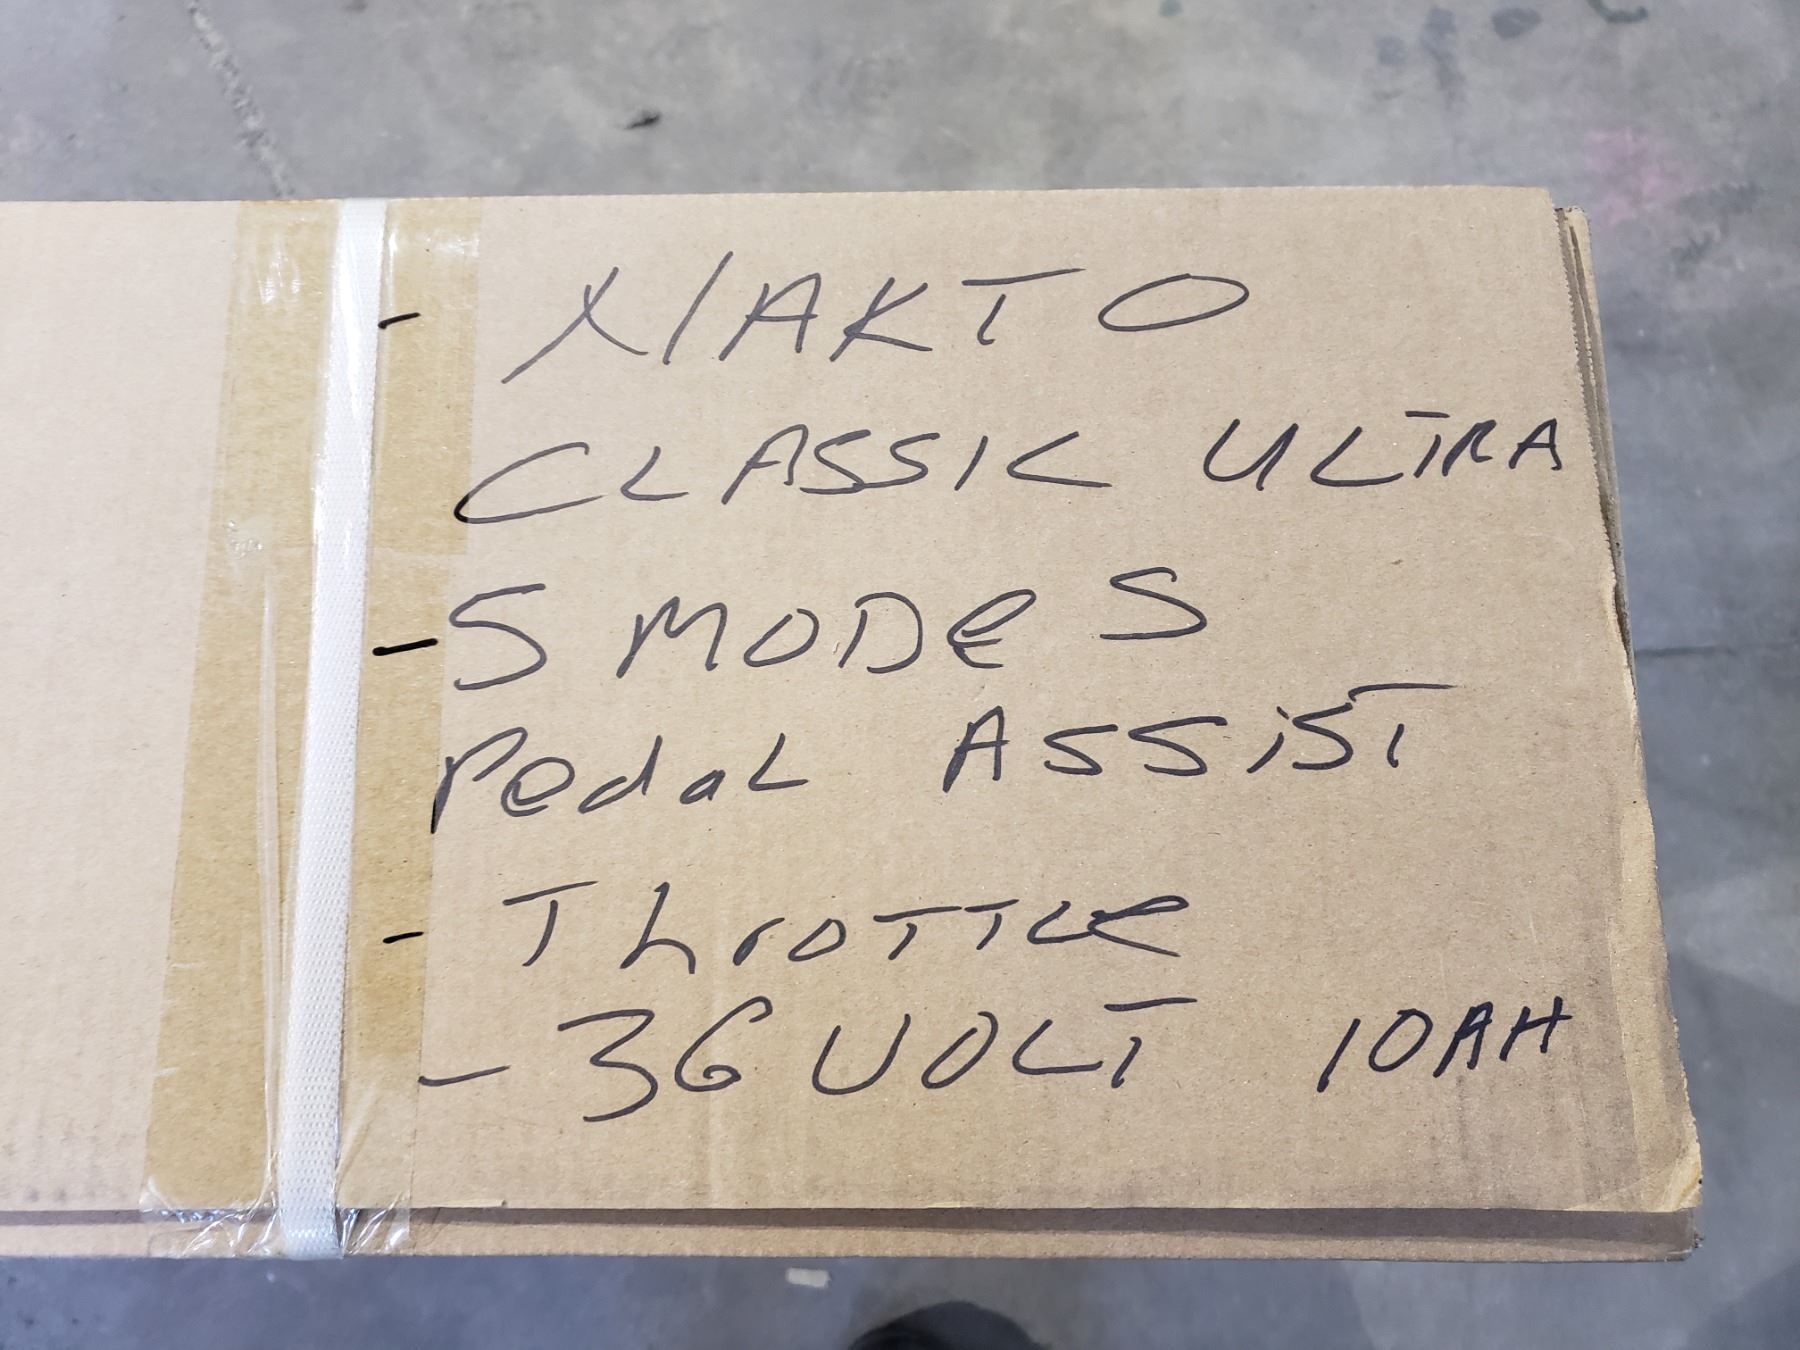 - XIAKTO
CLASSIC ULTRA
- 5 MODeS
PedaL ASSiST
- ThroTTLe
- 36 VOLT 10AH